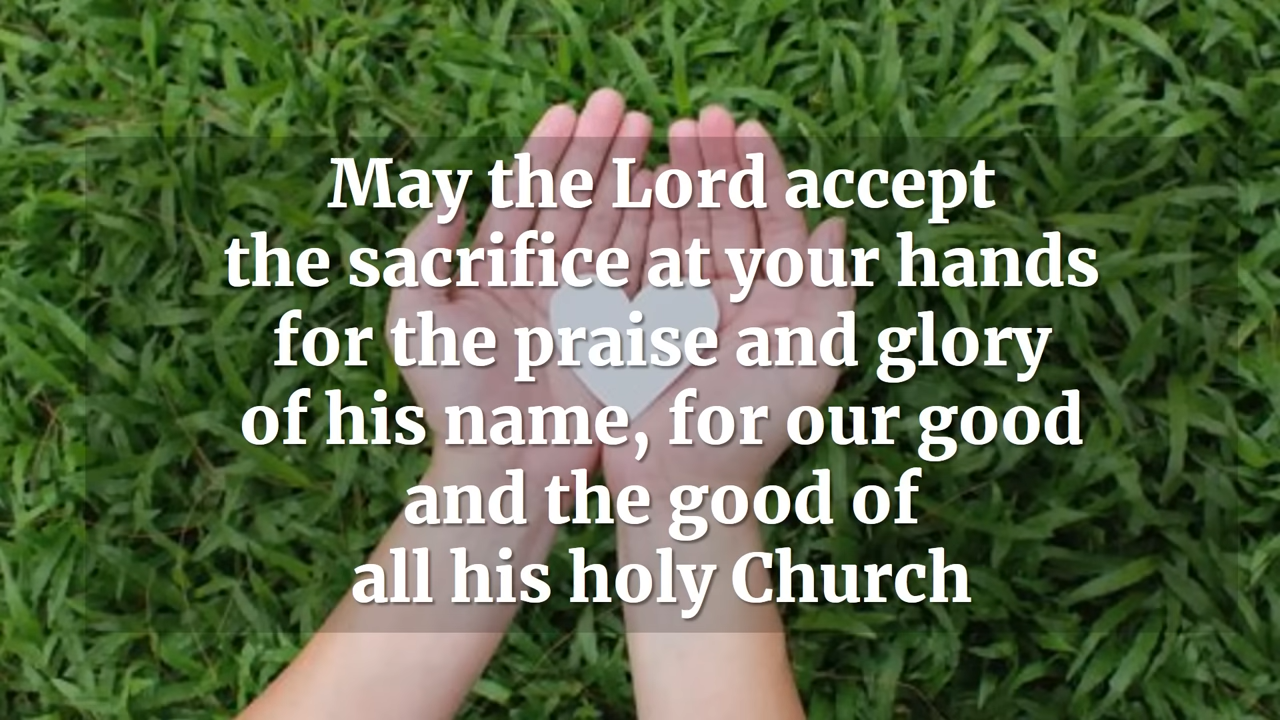 May the Lord accept
the sacrifice at your hands
for the praise and glory
of his name, for our good
and the good of
all his holy Church